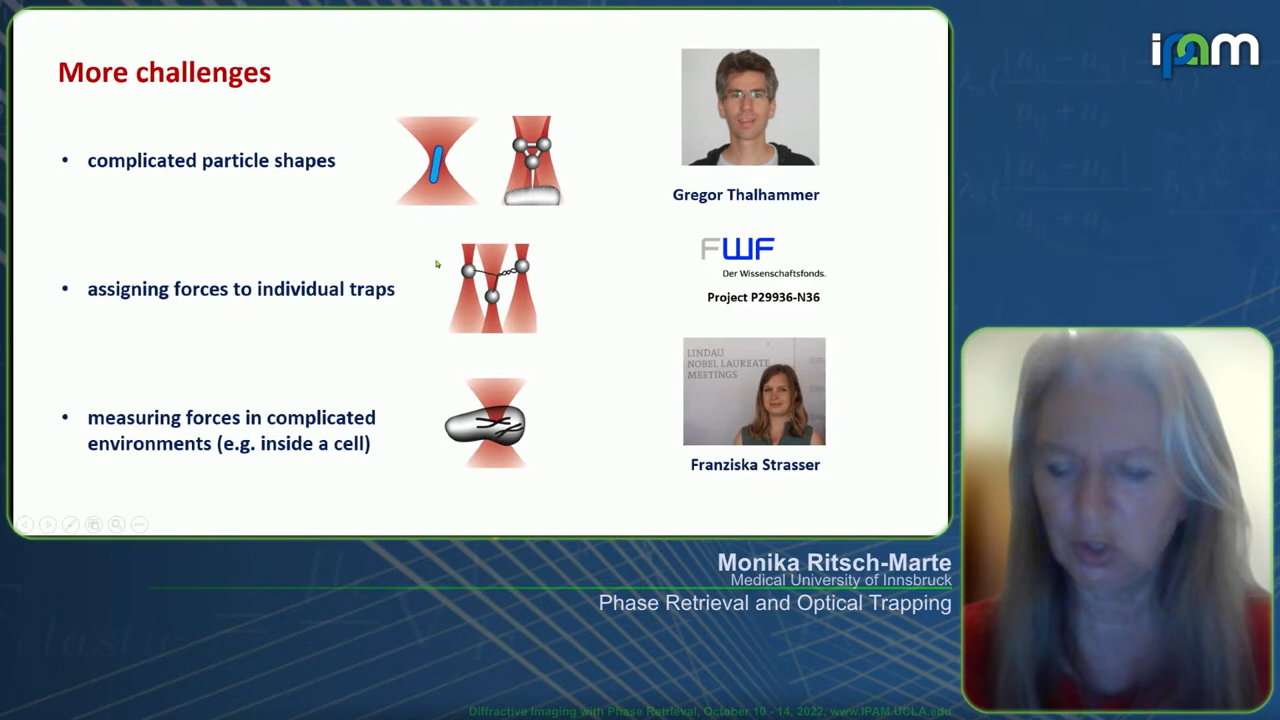 More challenges
ipam
• complicated particle shapes
Gregor Thalhammer
FWF
Der Wissenschaftsfonds.
Project P29936-N36
• assigning forces to individual traps
LINDAU
NOBEL LAUREATE
MEETINGS
• measuring forces in complicated
environments (e.g. inside a cell)
Franziska Strasser
Monika Ritsch-Marte
Medical University of Innsbruck
Phase Retrieval and Optical Trapping
Diffractive Imaging with Phase Retrieval, October 10 - 14, 2022, www.IPAM.UCLA.edu